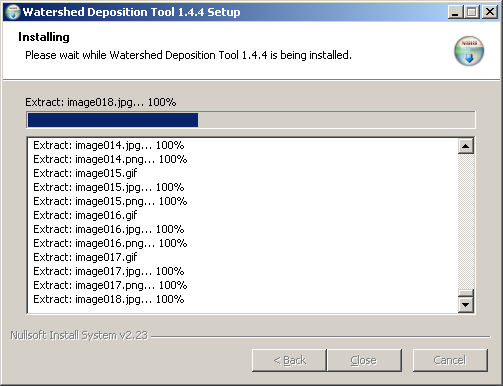 Watershed Deposition Tool 1.4.4 Setup
Installing
Please wait while Watershed Deposition Tool 1.4.4 is being installed.
Extract: image018.jpg... 100%
Extract: image014.jpg... 100%
Extract: image014.png... 100%
Extract: image015.gif
Extract: image015.jpg... 100%
Extract: image015.png... 100%
Extract: image016.gif
Extract: image016.jpg... 100%
Extract: image016.png... 100%
Extract: image017.gif
Extract: image017.jpg... 100%
Extract: image017.png... 100%
Extract: image018.jpg... 100%
Nullsoft Install System v2.23
< Back
Close
Cancel